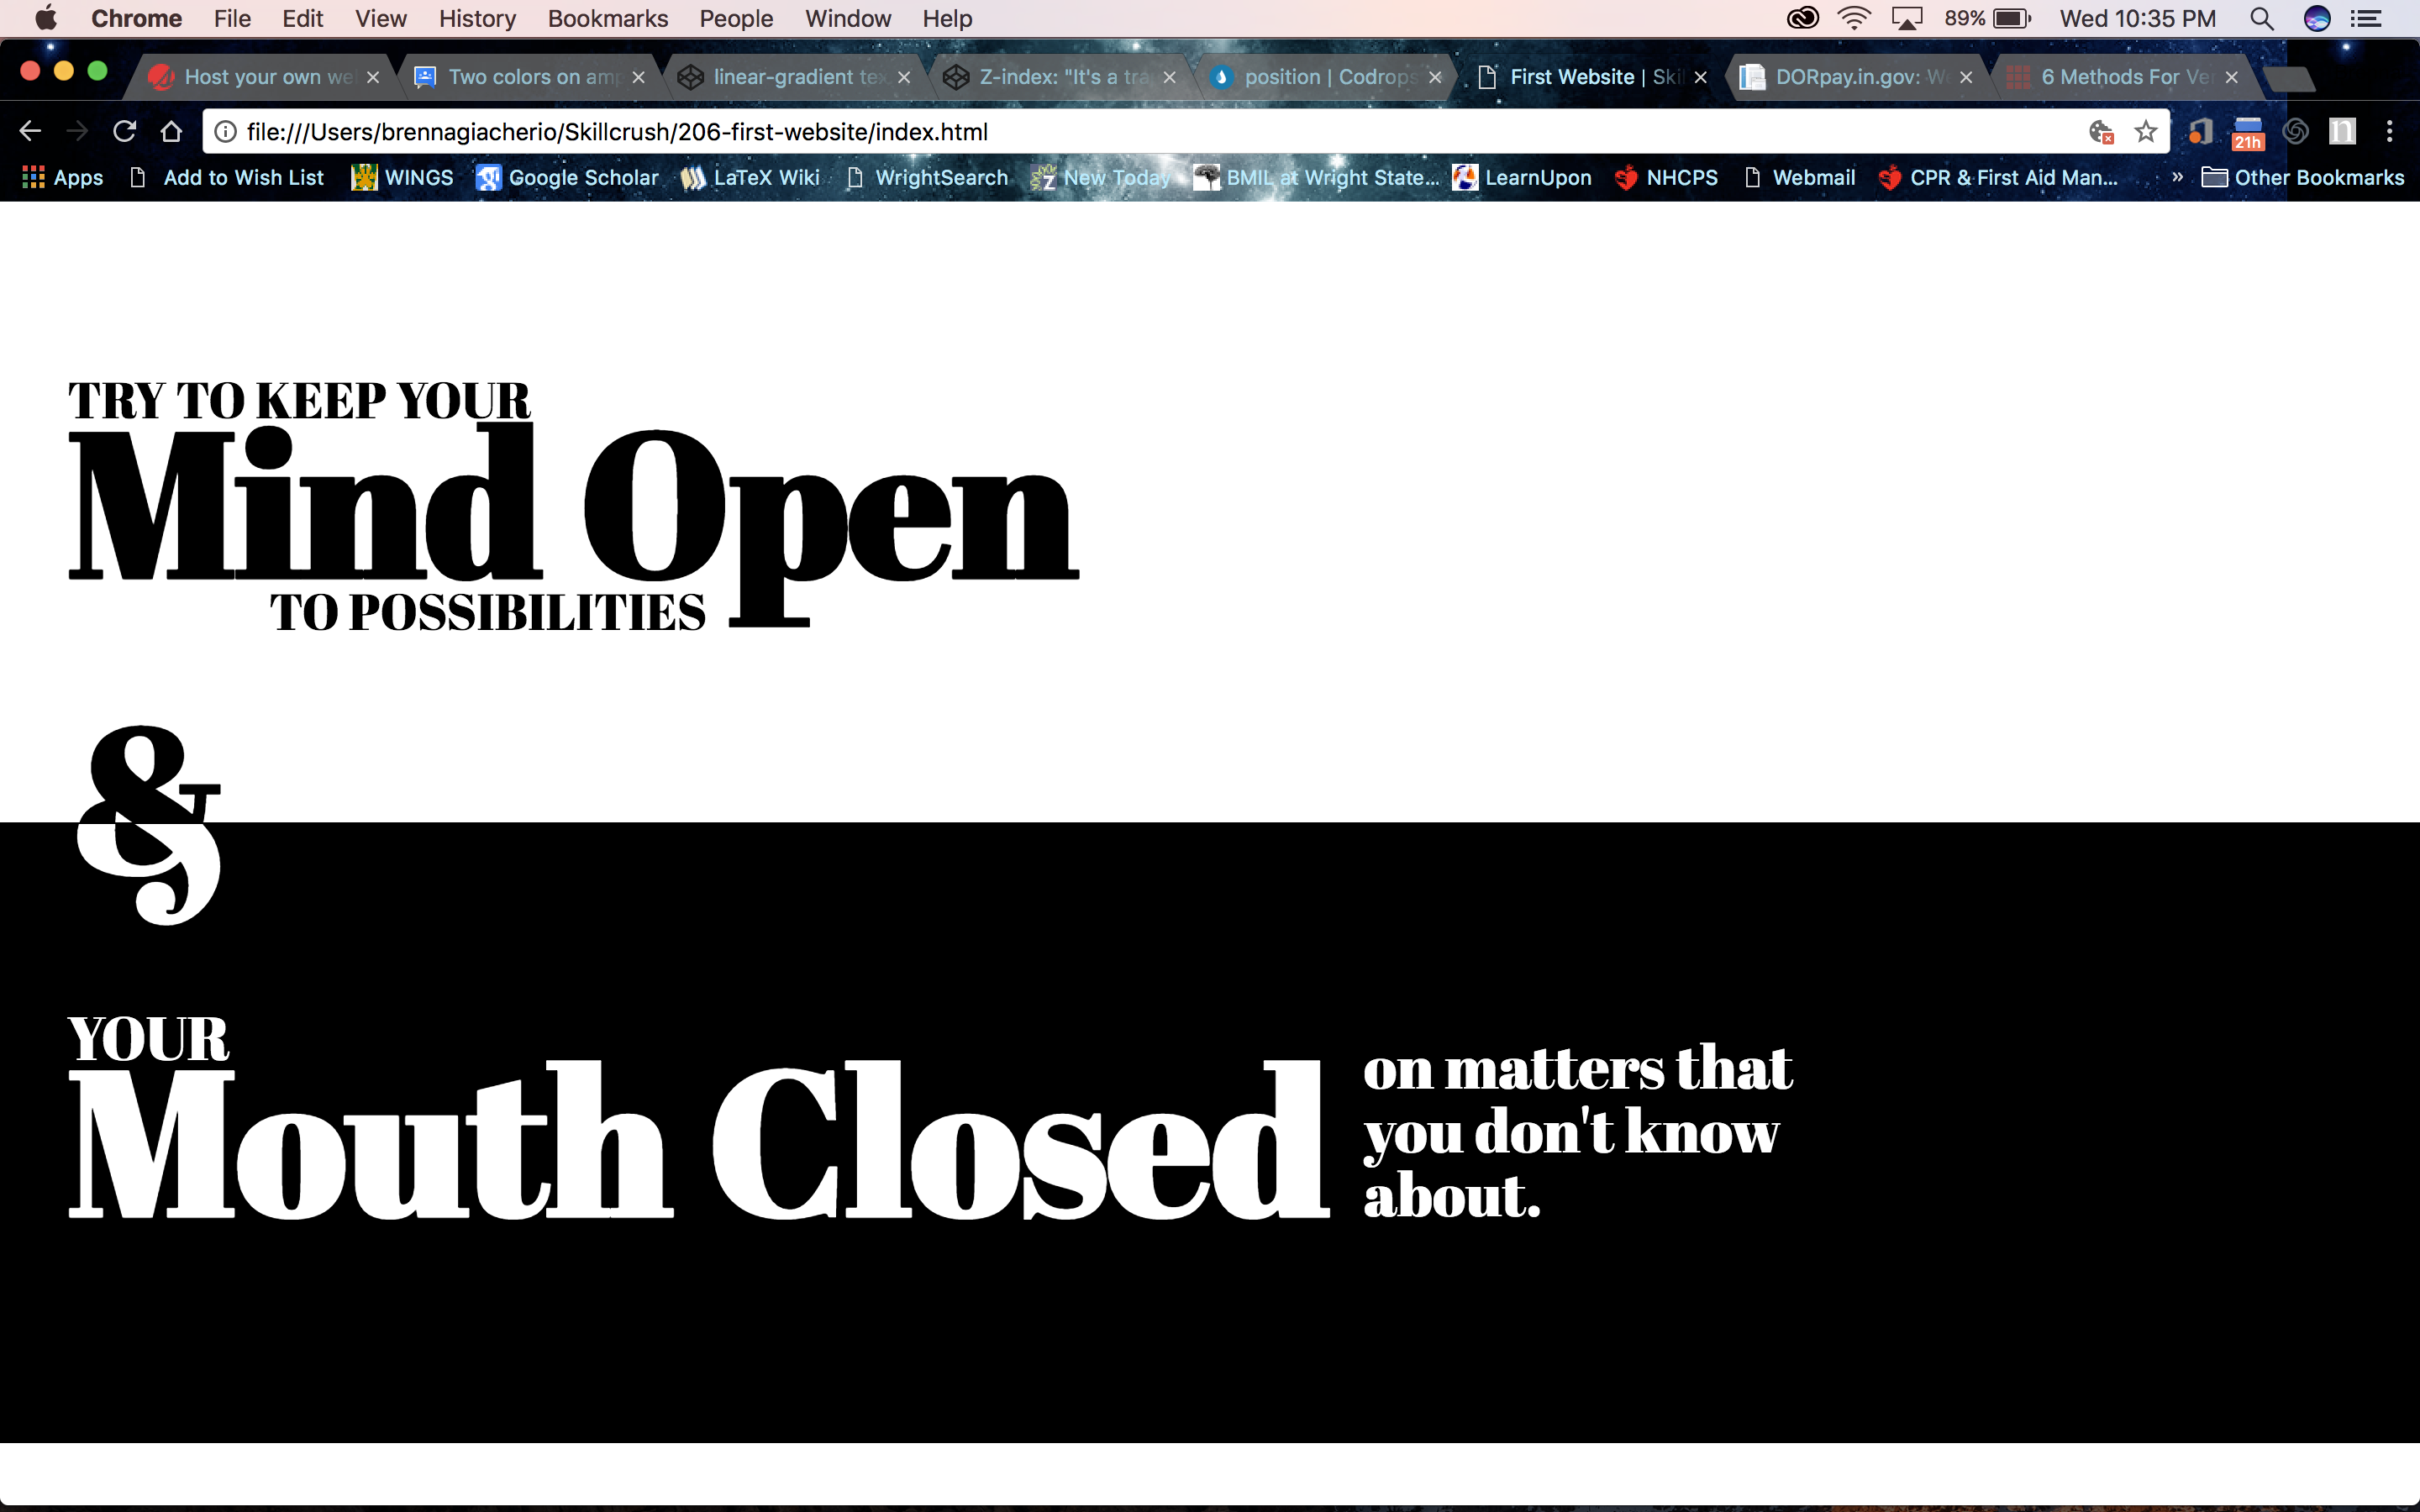 Chrome File Edit View History Bookmarks People Window Help 89% Wed 10:35 PM
Host your own we Two colors on amp linear-gradient tex Z-index: "It's a tra position | Codrops First Website | Skil DORpay.in.gov: We 6 Methods For Ver
file:///Users/brennagiacherio/Skillcrush/206-first-website/index.html 21h n
Apps Add to Wish List WINGS Google Scholar LaTeX Wiki WrightSearch New Today BMIL at Wright State... LearnUpon NHCPS Webmail CPR & First Aid Man... » Other Bookmarks
TRY TO KEEP YOUR
Mind Open
TO POSSIBILITIES
&
YOUR
Mouth Closed
on matters that
you don't know
about.